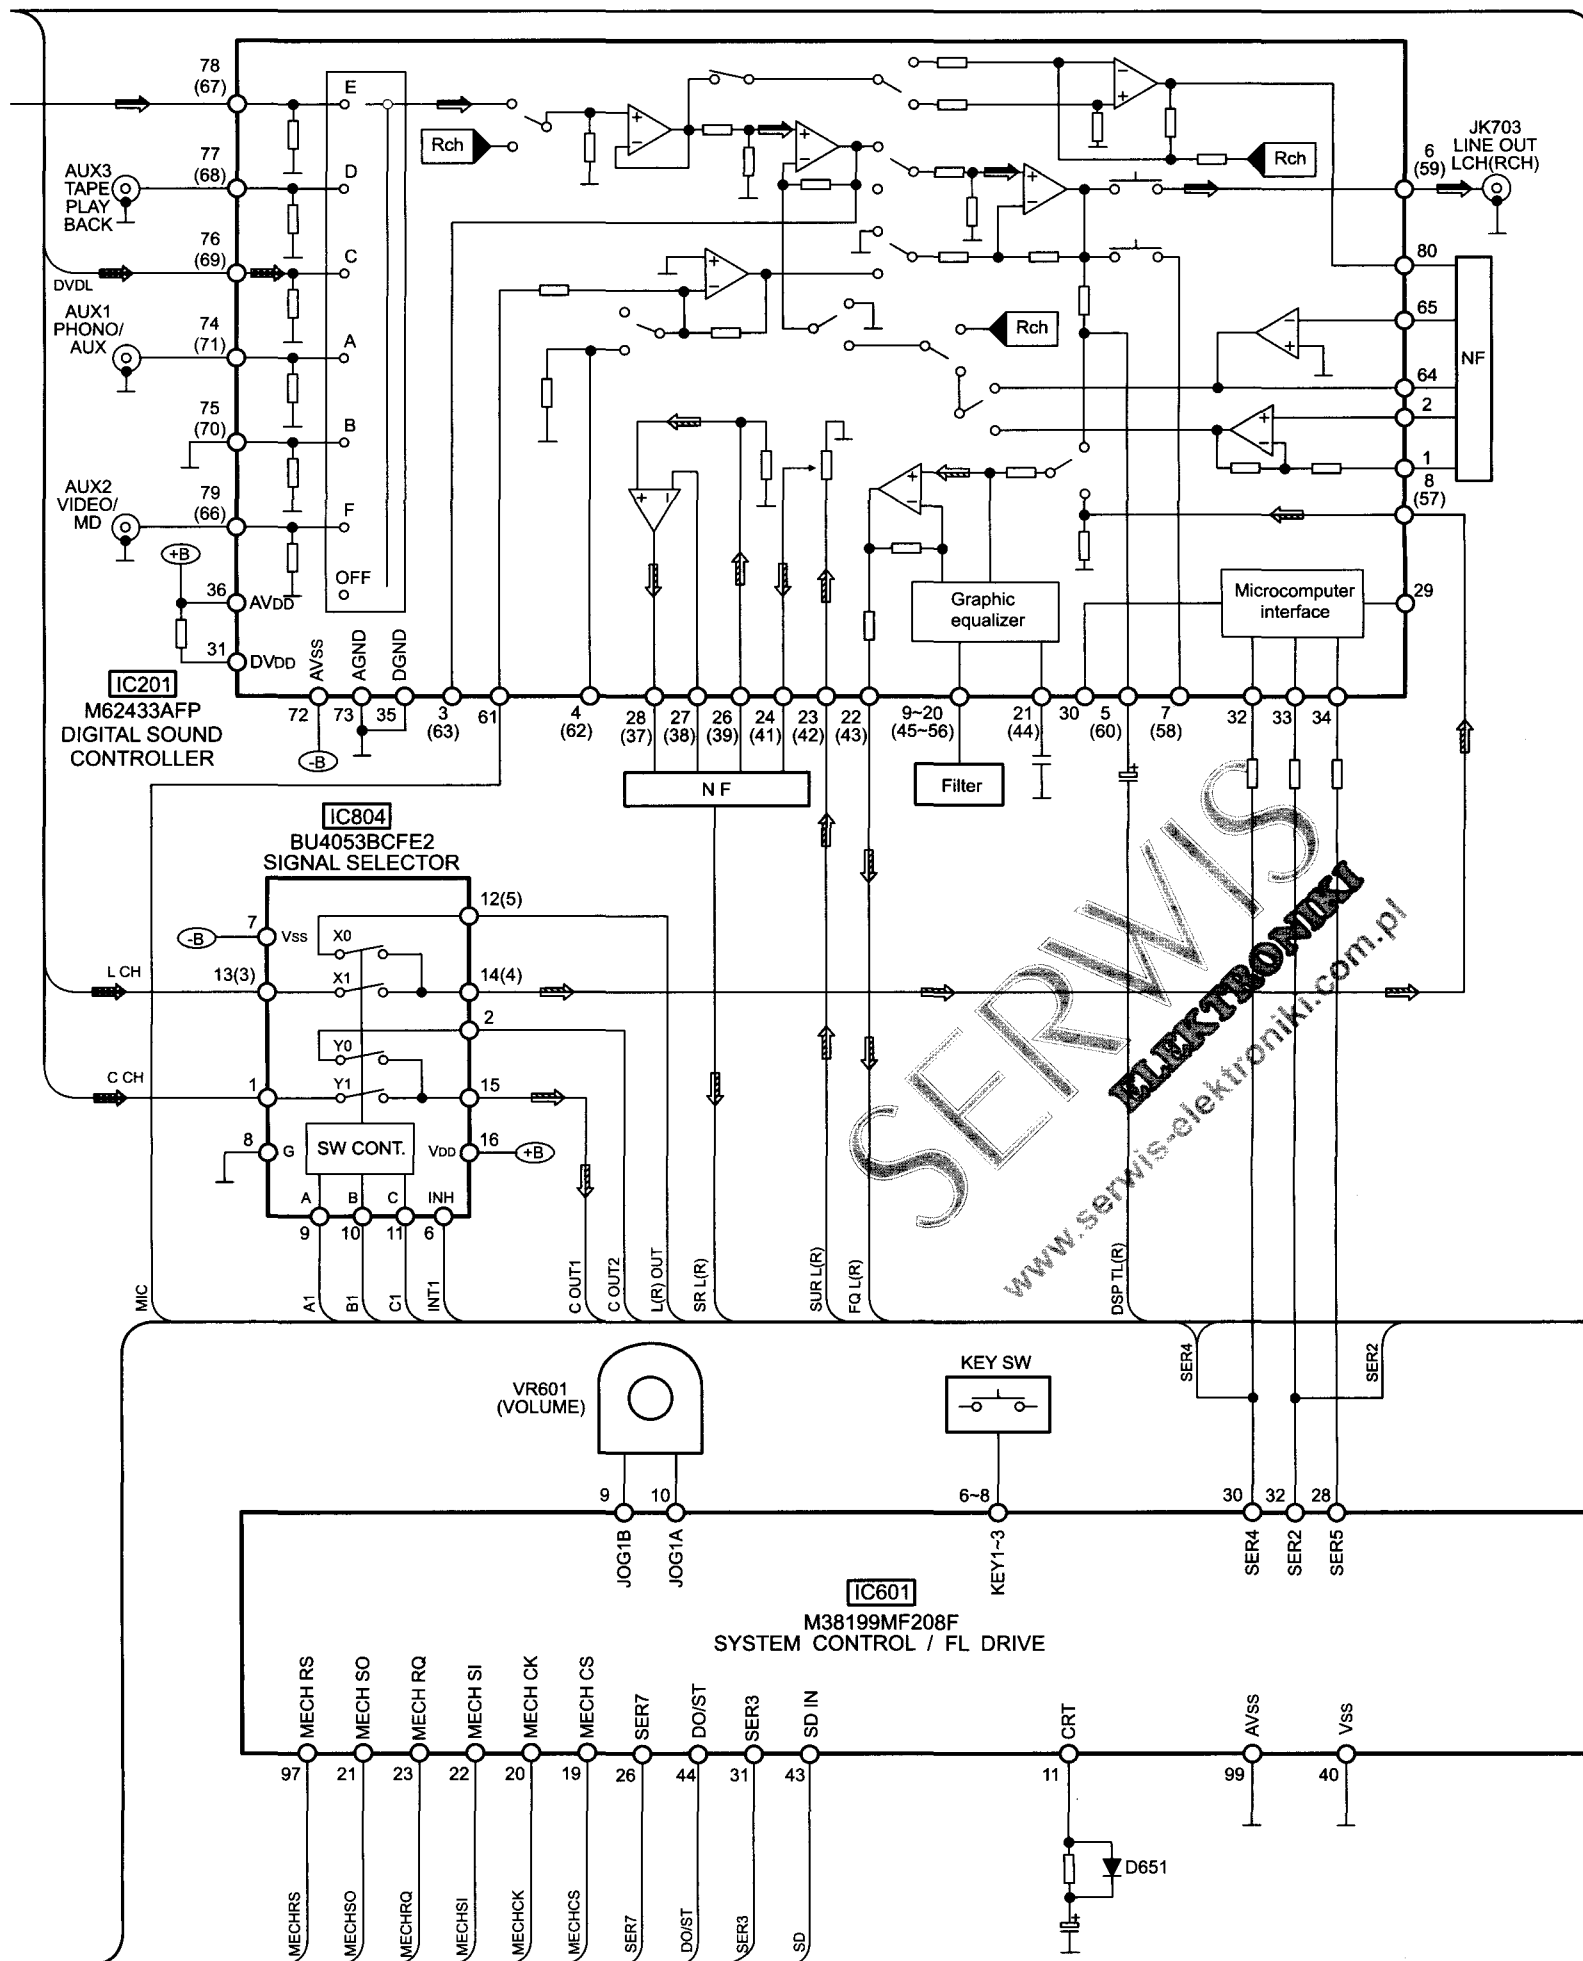 78
(67)
E
Rch
Rch
JK703
LINE OUT
LCH(RCH)
6
(59)
AUX3
TAPE
PLAY
BACK
77
(68)
D
76
(69)
C
DVDL
80
Rch
65
NF
AUX1
PHONO/
AUX
74
(71)
A
64
2
75
(70)
B
1
8
(57)
AUX2
VIDEO/
MD
79
(66)
F
+B
OFF
36
AVDD
31
DVDD
AVSS
AGND
DGND
Graphic
equalizer
Microcomputer
interface
29
IC201
M62433AFP
DIGITAL SOUND
CONTROLLER
72
73
35
3
(63)
61
4
(62)
28
(37)
27
(38)
26
(39)
24
(41)
23
(42)
22
(43)
9~20
(45~56)
21
(44)
30
5
(60)
7
(58)
32
33
34
-B
N F
Filter
IC804
BU4053BCFE2
SIGNAL SELECTOR
12(5)
7
-B
VSS
X0
L CH
13(3)
X1
14(4)
2
Y0
C CH
1
Y1
15
8
G
SW CONT.
VDD
16
+B
A
B
C
INH
9
10
11
6
SERWIS
ELEKTRONIKI
www.serwis-elektroniki.com.pl
MIC
A1
B1
C1
INT1
C OUT1
C OUT2
L(R) OUT
SR L(R)
SUR L(R)
FQ L(R)
DSP TL(R)
SER4
SER2
VR601
(VOLUME)
KEY SW
9
10
6~8
30
32
28
JOG1B
JOG1A
KEY1~3
SER4
SER2
SER5
IC601
M38199MF208F
SYSTEM CONTROL / FL DRIVE
MECH RS
MECH SO
MECH RQ
MECH SI
MECH CK
MECH CS
SER7
DO/ST
SER3
SD IN
CRT
AVSS
VSS
97
21
23
22
20
19
26
44
31
43
11
99
40
D651
MECHRS
MECHSO
MECHRQ
MECHSI
MECHCK
MECHCS
SER7
DO/ST
SER3
SD